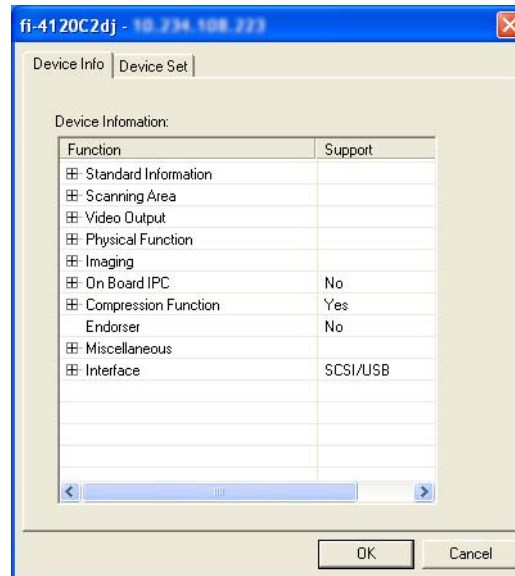 fi-4120C2dj - 10.234.108.223
Device Info Device Set
Device Infomation:
Function Support
Standard Information
Scanning Area
Video Output
Physical Function
Imaging
On Board IPC No
Compression Function Yes
Endorser No
Miscellaneous
Interface SCSI/USB
OK Cancel